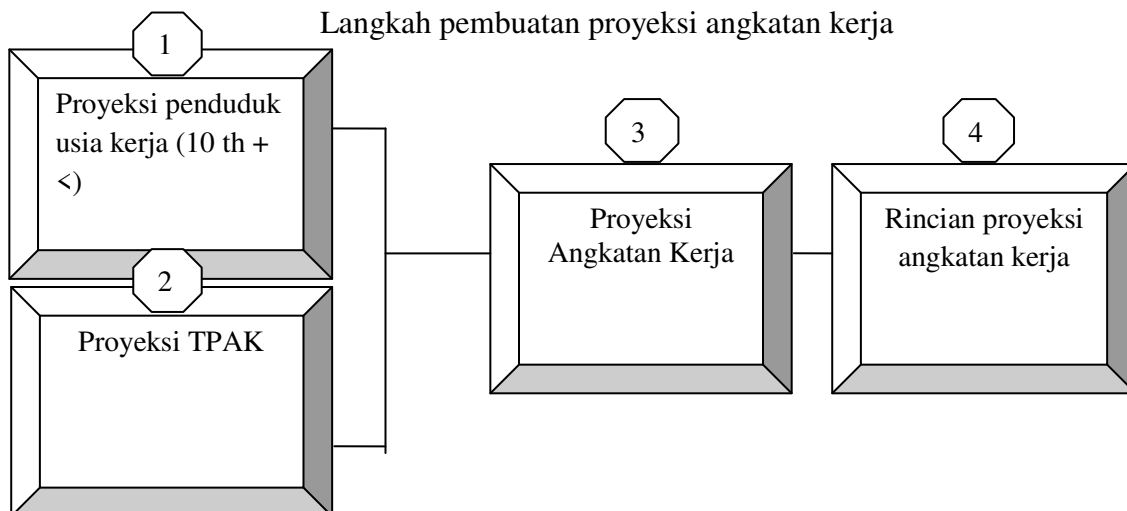 Langkah pembuatan proyeksi angkatan kerja
1
Proyeksi penduduk
usia kerja (10 th +
<)
2
Proyeksi TPAK
3
Proyeksi
Angkatan Kerja
4
Rincian proyeksi
angkatan kerja